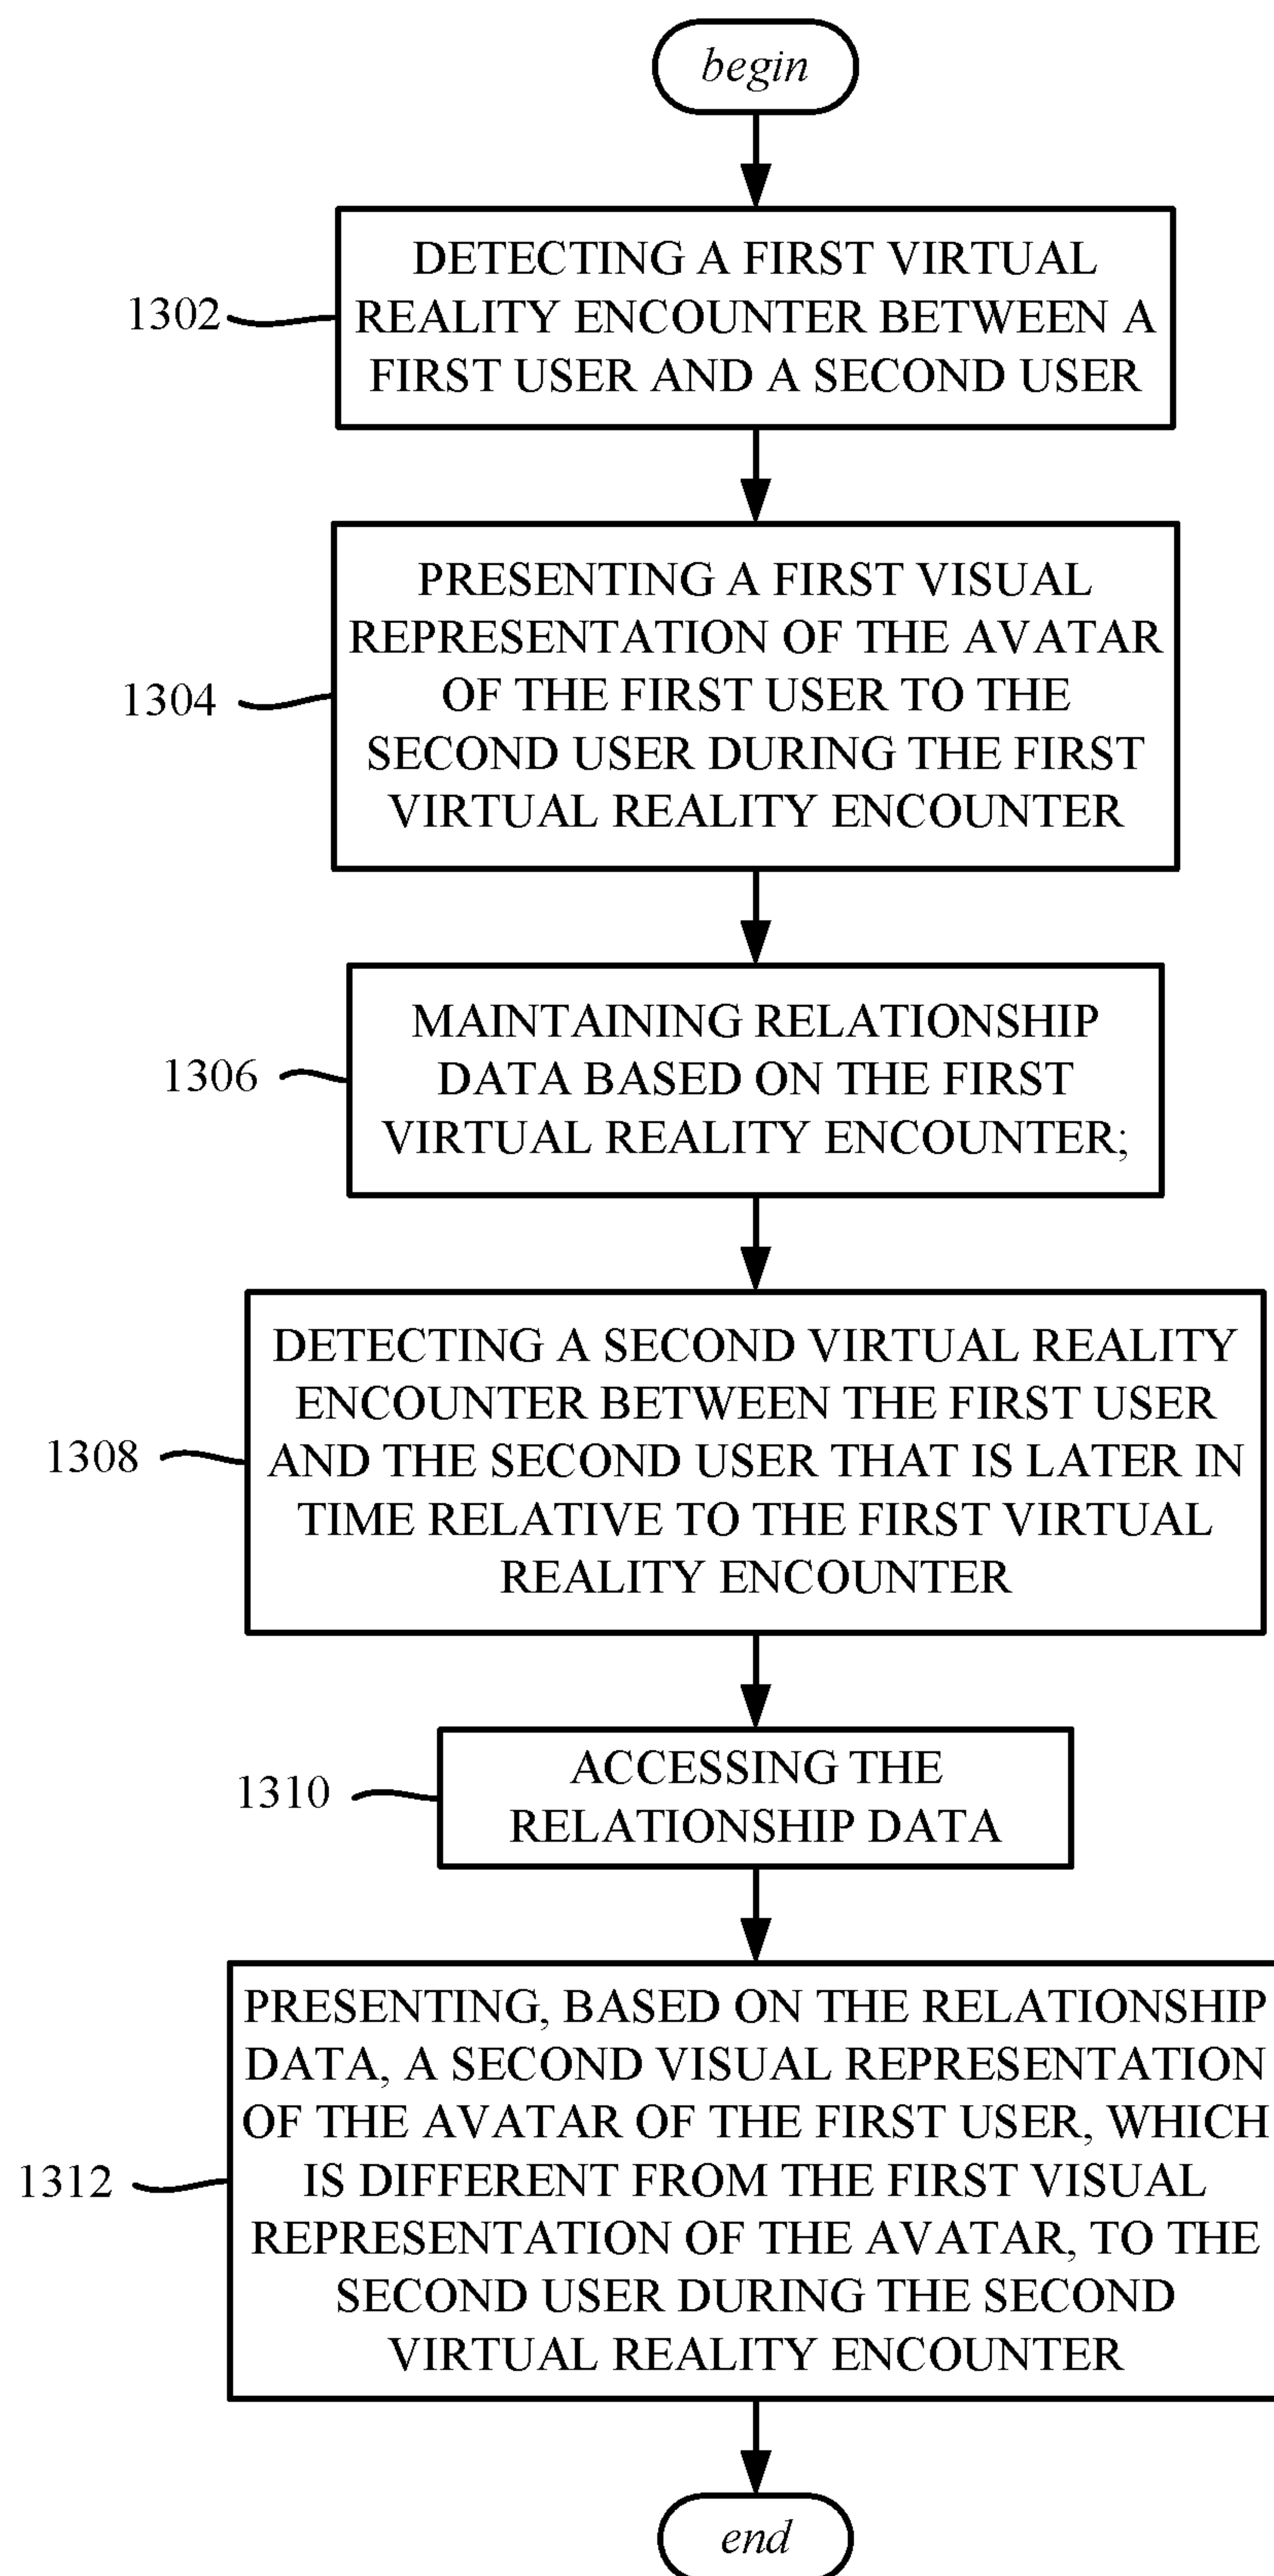 begin
DETECTING A FIRST VIRTUAL
1302 REALITY ENCOUNTER BETWEEN A
FIRST USER AND A SECOND USER
PRESENTING A FIRST VISUAL
REPRESENTATION OF THE AVATAR
1304 OF THE FIRST USER TO THE
SECOND USER DURING THE FIRST
VIRTUAL REALITY ENCOUNTER
MAINTAINING RELATIONSHIP
1306 DATA BASED ON THE FIRST
VIRTUAL REALITY ENCOUNTER;
DETECTING A SECOND VIRTUAL REALITY
ENCOUNTER BETWEEN THE FIRST USER
1308 AND THE SECOND USER THAT IS LATER IN
TIME RELATIVE TO THE FIRST VIRTUAL
REALITY ENCOUNTER
1310 ACCESSING THE
RELATIONSHIP DATA
PRESENTING, BASED ON THE RELATIONSHIP
DATA, A SECOND VISUAL REPRESENTATION
OF THE AVATAR OF THE FIRST USER, WHICH
1312 IS DIFFERENT FROM THE FIRST VISUAL
REPRESENTATION OF THE AVATAR, TO THE
SECOND USER DURING THE SECOND
VIRTUAL REALITY ENCOUNTER
end